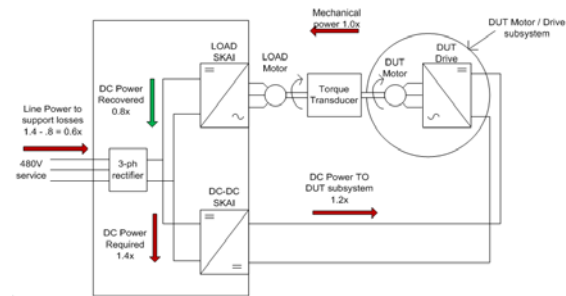 Mechanical
power 1.0x
DUT Motor / Drive
subsystem
LOAD
SKAI
LOAD
Motor
DUT
Motor
DUT
Drive
DC Power
Recovered
0.8x
Torque
Transducer
Line Power to
support losses
1.4 - .8 = 0.6x
480V
service
3-ph
rectifier
DC Power TO
DUT subsystem
1.2x
DC-DC
SKAI
DC Power
Required
1.4x